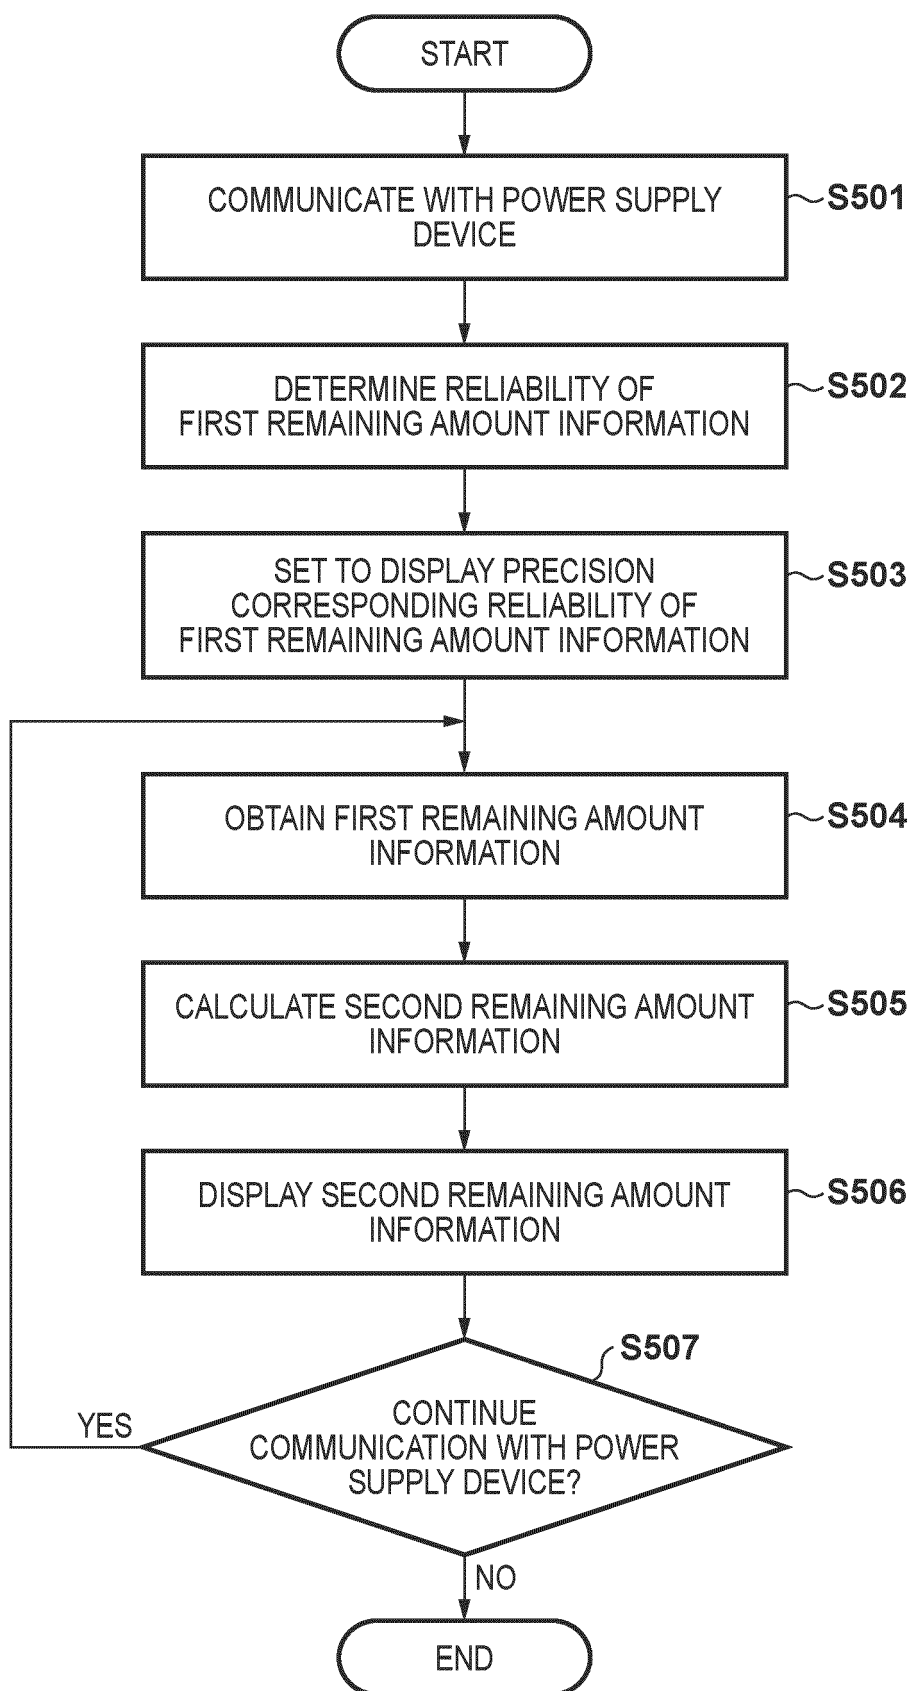 START
COMMUNICATE WITH POWER SUPPLY
DEVICE
S501
DETERMINE RELIABILITY OF
FIRST REMAINING AMOUNT INFORMATION
S502
SET TO DISPLAY PRECISION
CORRESPONDING RELIABILITY OF
FIRST REMAINING AMOUNT INFORMATION
S503
OBTAIN FIRST REMAINING AMOUNT
INFORMATION
S504
CALCULATE SECOND REMAINING AMOUNT
INFORMATION
S505
DISPLAY SECOND REMAINING AMOUNT
INFORMATION
S506
S507
CONTINUE
COMMUNICATION WITH POWER
SUPPLY DEVICE?
YES
NO
END